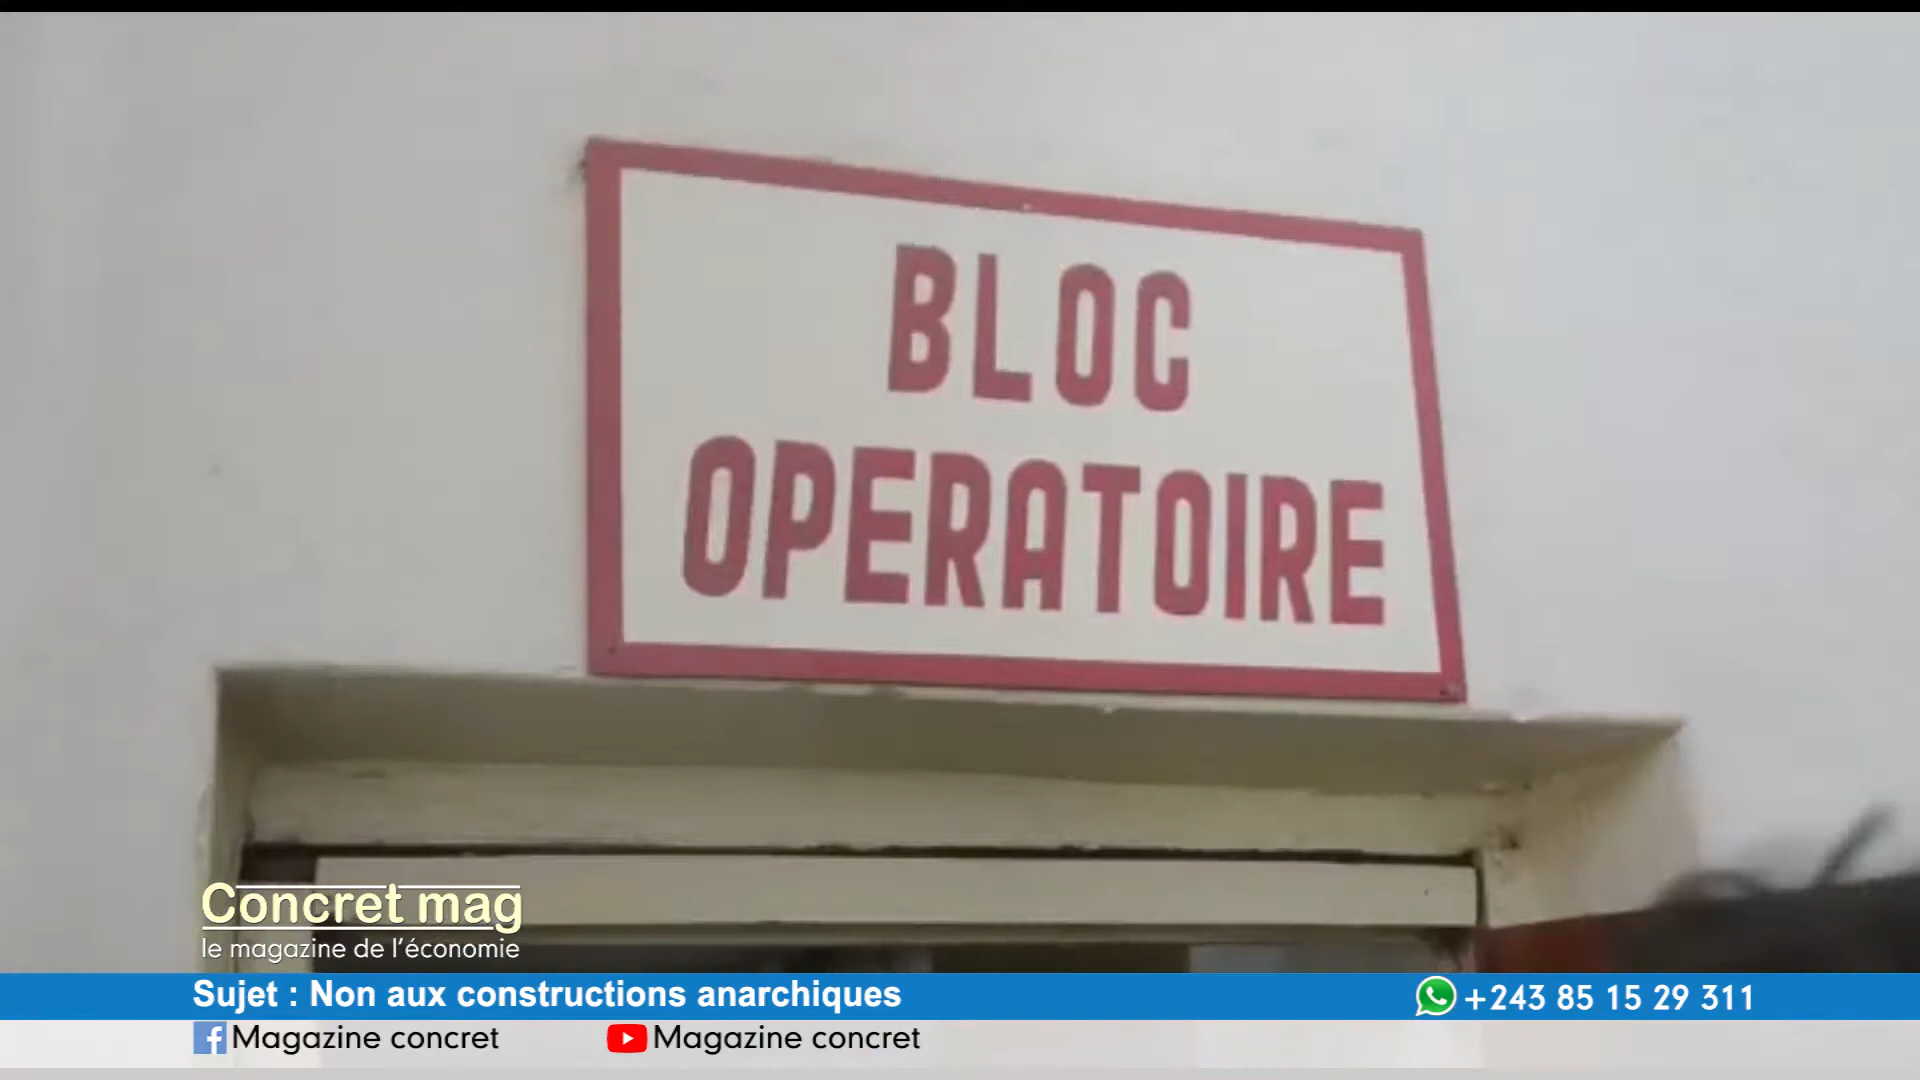 BLOC
OPERATOIRE
Concret mag
le magazine de l'économie
Sujet : Non aux constructions anarchiques
+243 85 15 29 311
Magazine concret
Magazine concret